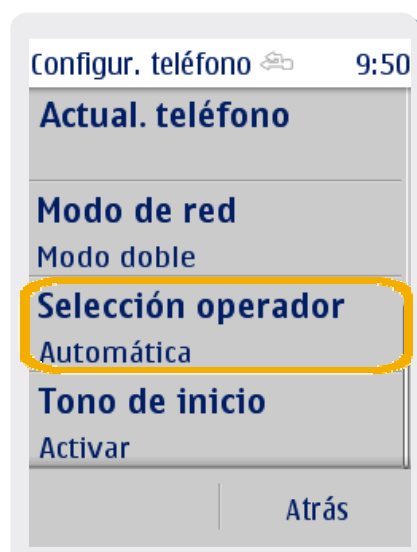 Configur. teléfono 9:50
Actual. teléfono
Modo de red
Modo doble
Selección operador
Automática
Tono de inicio
Activar
Atrás